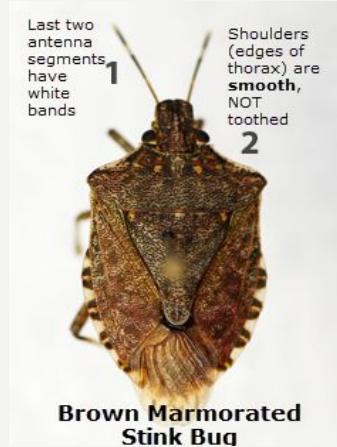 Last two
antenna
segments
have
white
bands
1
Shoulders
(edges of
thorax) are
smooth,
NOT
toothed
2
Brown Marmorated
Stink Bug